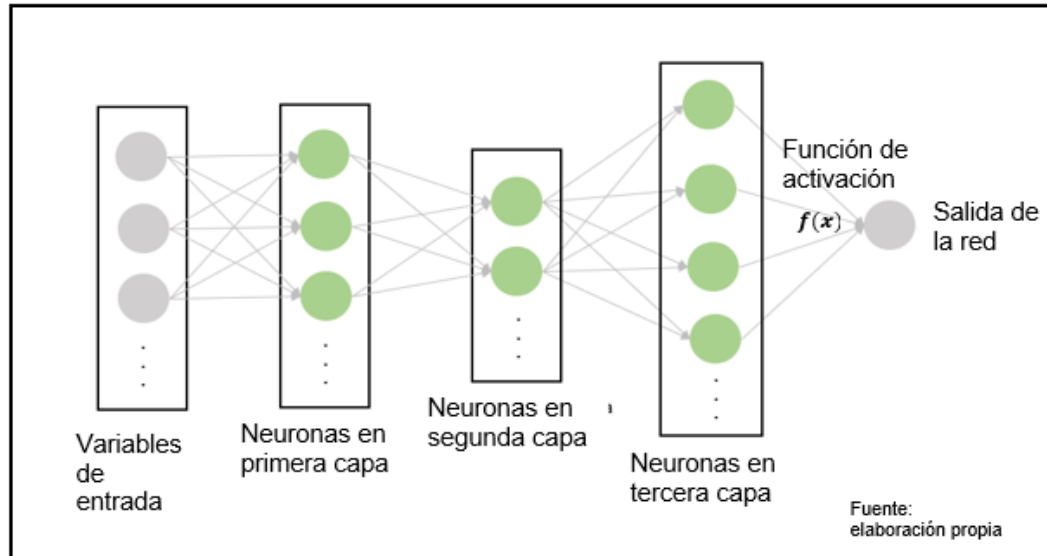 Variables
de
entrada
Neuronas en
primera capa
Neuronas en
segunda capa
Neuronas en
tercera capa
Función de
activación
f(x)
Salida de
la red
Fuente:
elaboración propia